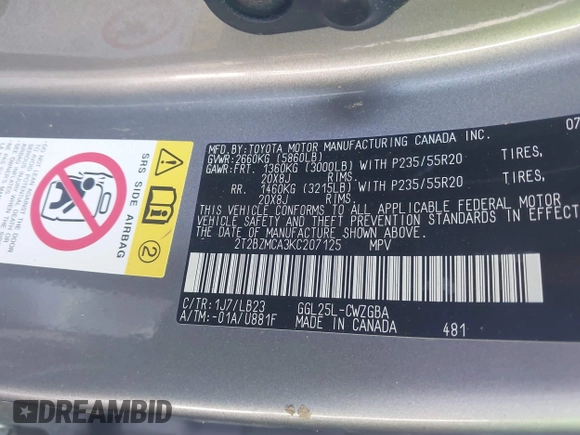 MFD. BY: TOYOTA MOTOR MANUFACTURING CANADA INC. 07
GVWR: 2660KG (5860LB)
GAWR: FRT. 1360KG (3000LB) WITH P235/55R20 TIRES,
20X8J RIMS,
RR. 1460KG (3215LB) WITH P235/55R20 TIRES,
20X8J RIMS.
THIS VEHICLE CONFORMS TO ALL APPLICABLE FEDERAL MOTOR
VEHICLE SAFETY AND THEFT PREVENTION STANDARDS IN EFFECT
THE DATE OF MANUFACTURE SHOWN ABOVE.
2T2BZMCA3KC207125 MPV
C/TR: 1J7/LB23 GGL25L-CWZGBA
A/TM: -01A/U881F MADE IN CANADA 481
SRS SIDE AIRBAG
2
DREAMBID